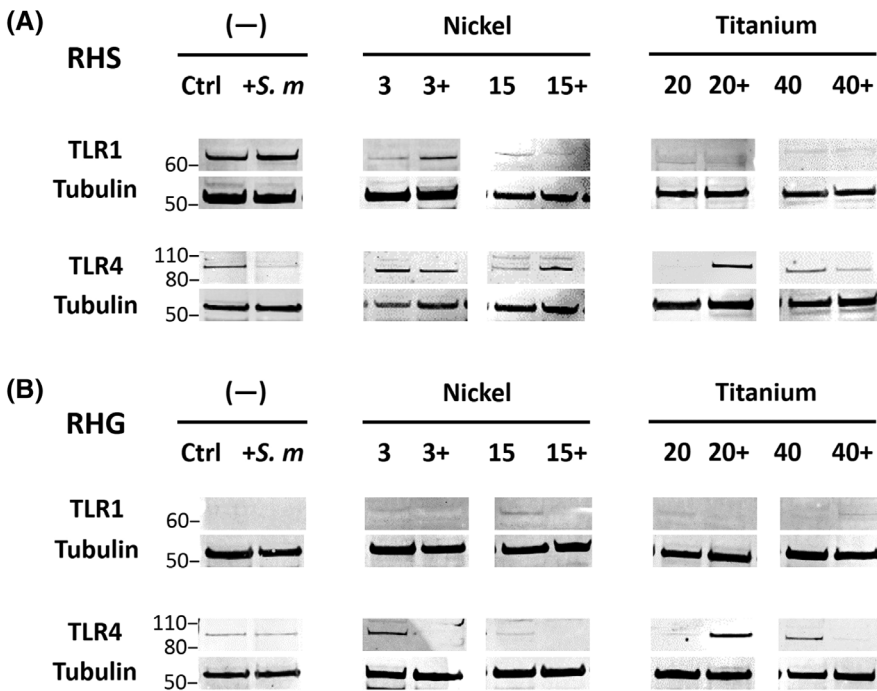 (A) (—) Nickel Titanium
RHS
Ctrl +S. m 3 3+ 15 15+ 20 20+ 40 40+
TLR1
60–
Tubulin
50–
110–
TLR4
80–
Tubulin
50–
(B) (—) Nickel Titanium
RHG
Ctrl +S. m 3 3+ 15 15+ 20 20+ 40 40+
TLR1
60–
Tubulin
50–
110–
TLR4
80–
Tubulin
50–